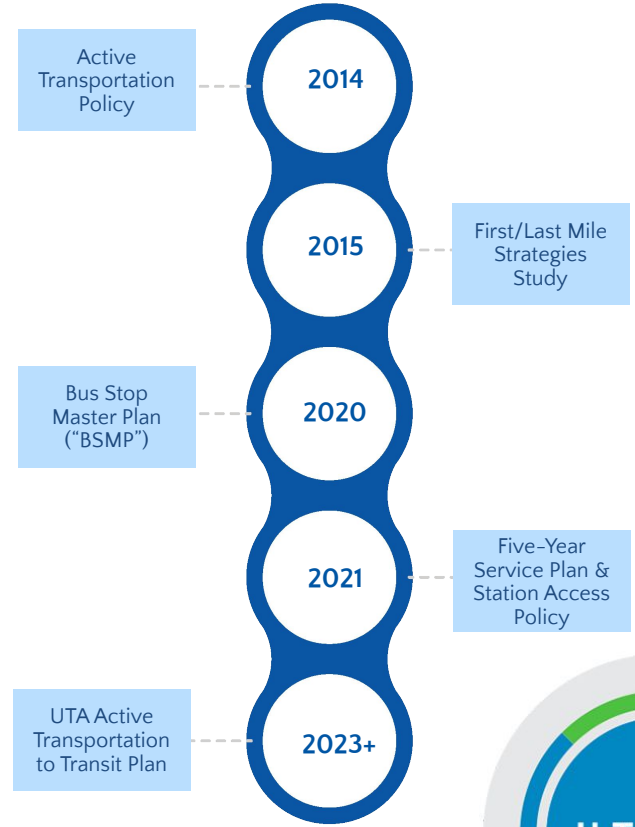 Active
Transportation
Policy
2014
2015
First/Last Mile
Strategies
Study
Bus Stop
Master Plan
(“BSMP”)
2020
2021
Five-Year
Service Plan &
Station Access
Policy
UTA Active
Transportation
to Transit Plan
2023+